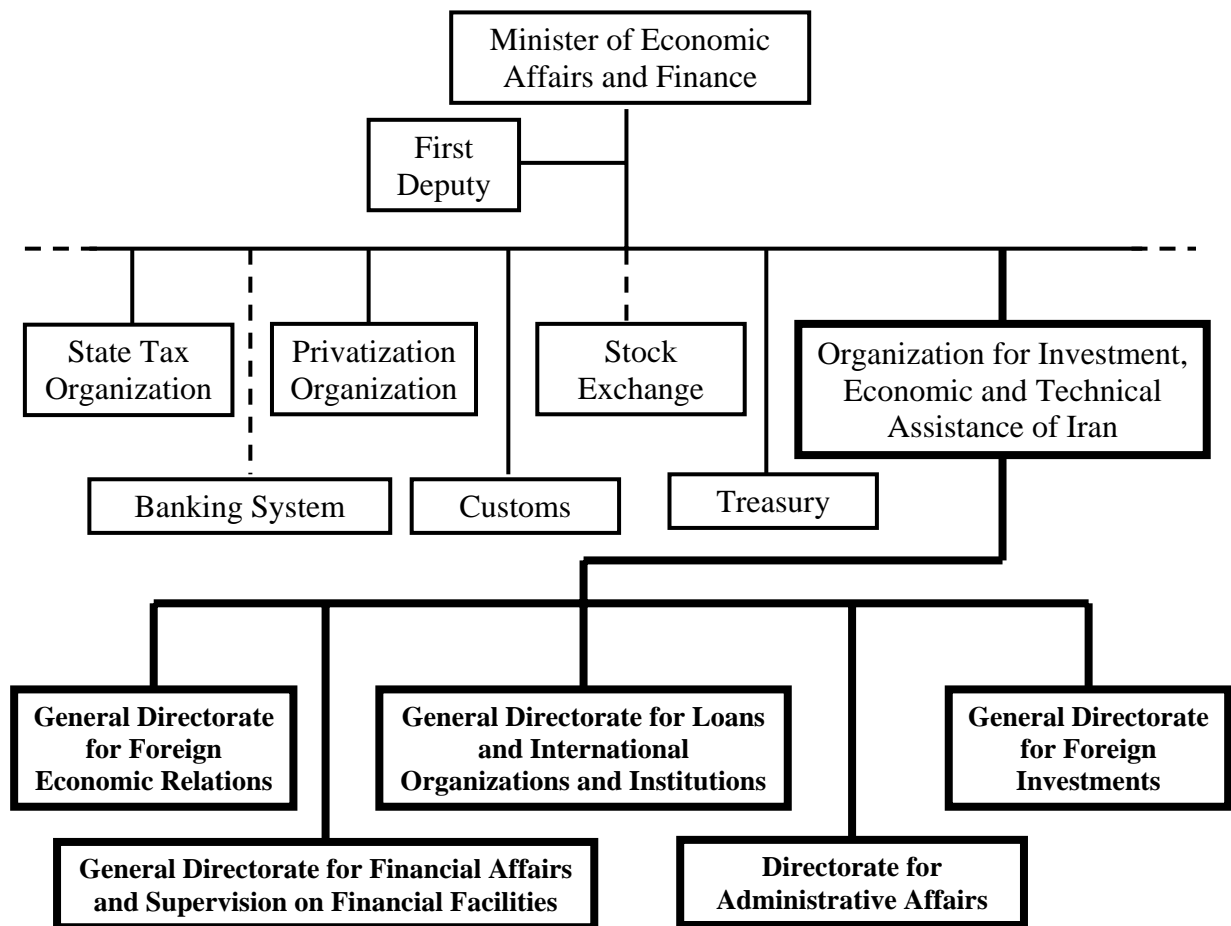 Minister of Economic
Affairs and Finance
First
Deputy
State Tax
Organization
Privatization
Organization
Stock
Exchange
Organization for Investment,
Economic and Technical
Assistance of Iran
Banking System
Customs
Treasury
General Directorate
for Foreign
Economic Relations
General Directorate for Loans
and International
Organizations and Institutions
General Directorate
for Foreign
Investments
General Directorate for Financial Affairs
and Supervision on Financial Facilities
Directorate for
Administrative Affairs